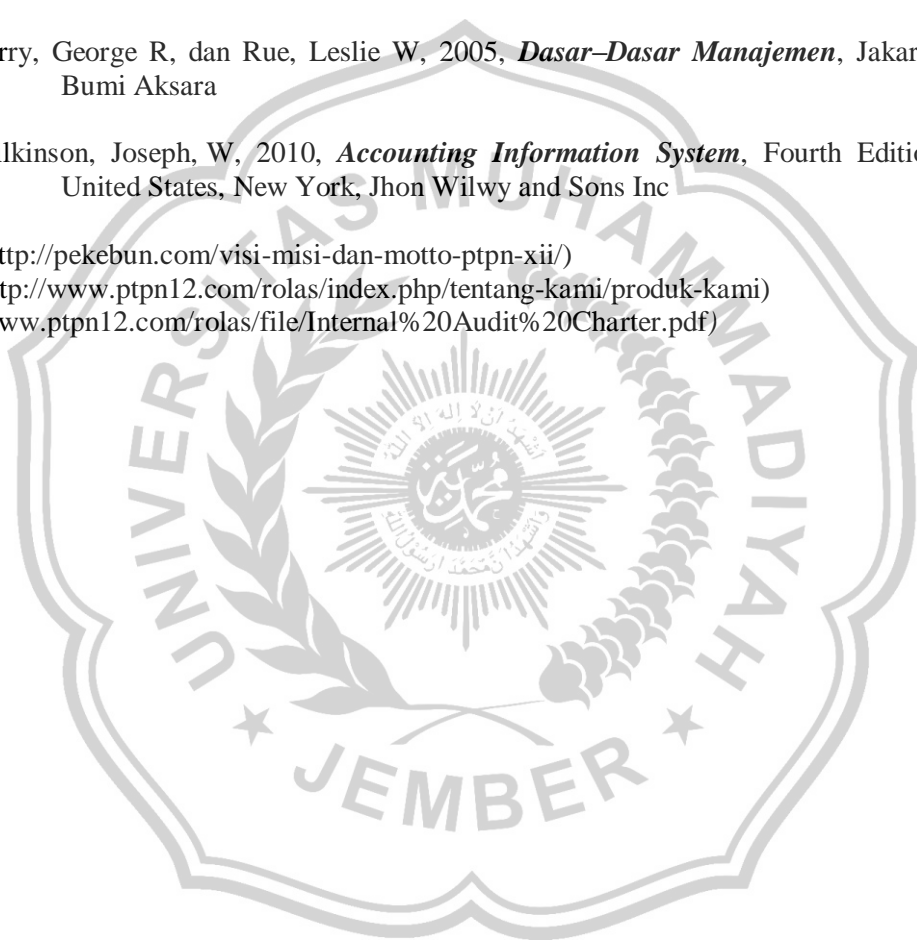 rry, George R, dan Rue, Leslie W, 2005, Dasar–Dasar Manajemen, Jakar
Bumi Aksara
lkinson, Joseph, W, 2010, Accounting Information System, Fourth Editio
United States, New York, Jhon Wilwy and Sons Inc
ttp://pekebun.com/visi-misi-dan-motto-ptpn-xii/)
tp://www.ptpn12.com/rolas/index.php/tentang-kami/produk-kami)
ww.ptpn12.com/rolas/file/Internal%20Audit%20Charter.pdf)
UNIVERSITAS MUHAMMADIYAH
JEMBER